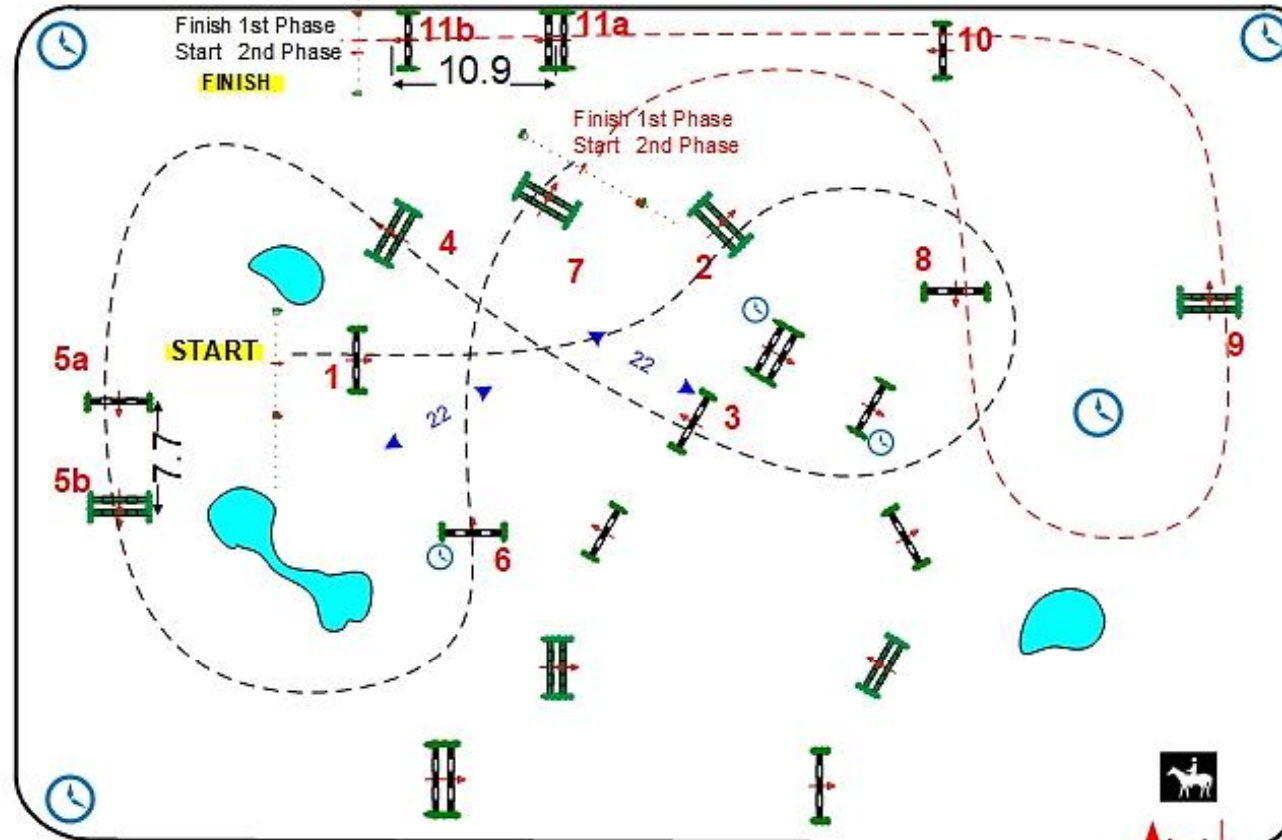 Finish 1st Phase
Start 2nd Phase
FINISH
11b
11a
10
10.9
Finish 1st Phase
Start 2nd Phase
4
7
2
8
9
START
1
5a
22
3
22
7.7
5b
6